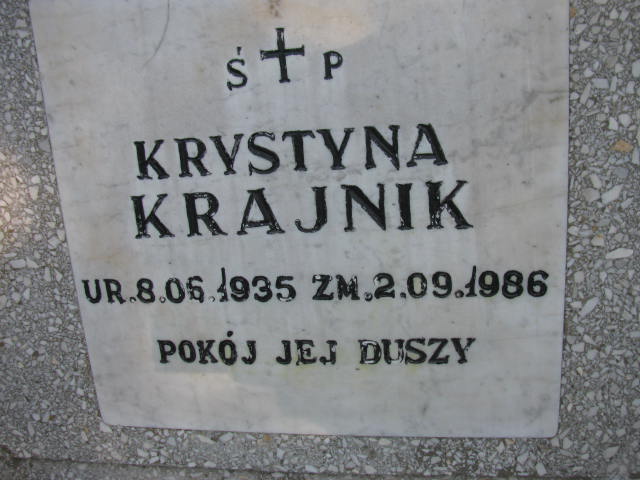 Ś P
KRYSTYNA
KRAJNIK
UR.8.06.1935 ZM.2.09.1986
POKÓJ JEJ DUSZY